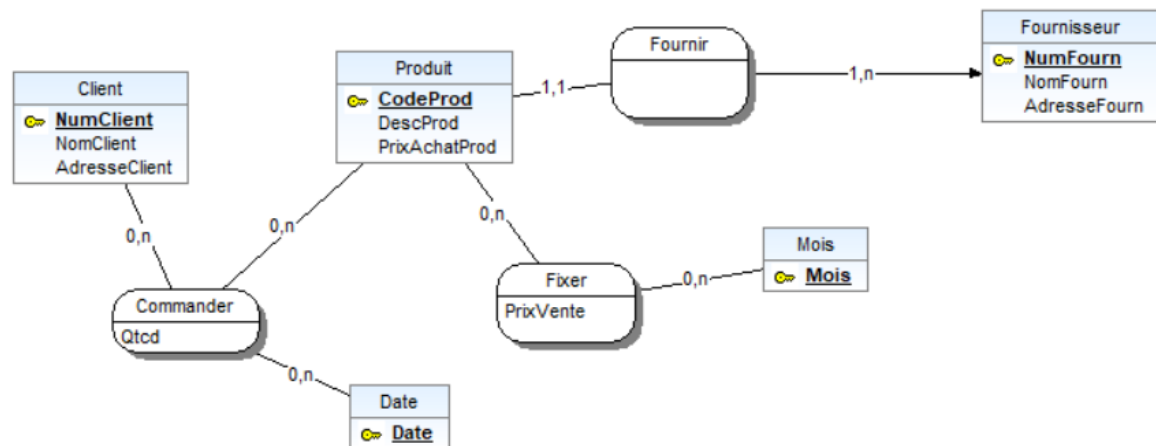 Fournisseur
NumFourn
NomFourn
AdresseFourn
Fournir
1,n
1,1
Produit
CodeProd
DescProd
PrixAchatProd
Client
NumClient
NomClient
AdresseClient
0,n
0,n
0,n
Mois
Mois
0,n
Fixer
PrixVente
Commander
Qtcd
0,n
Date
Date